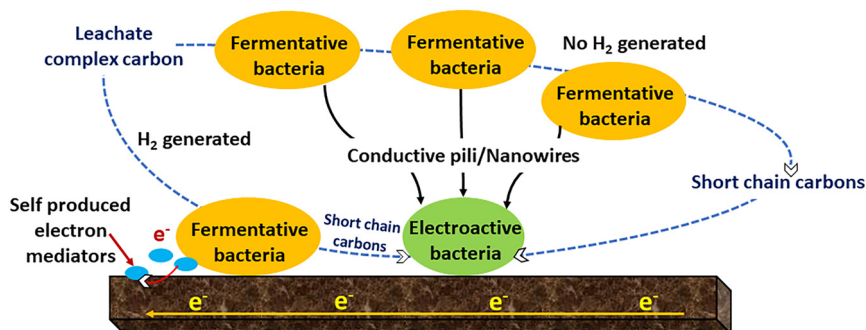 Leachate
complex carbon
Fermentative
bacteria
Fermentative
bacteria
No H₂ generated
Fermentative
bacteria
H₂ generated
Conductive pili/Nanowires
Short chain carbons
Self produced
electron
mediators
e⁻
Fermentative
bacteria
Short chain
carbons
Electroactive
bacteria
e⁻ e⁻ e⁻ e⁻